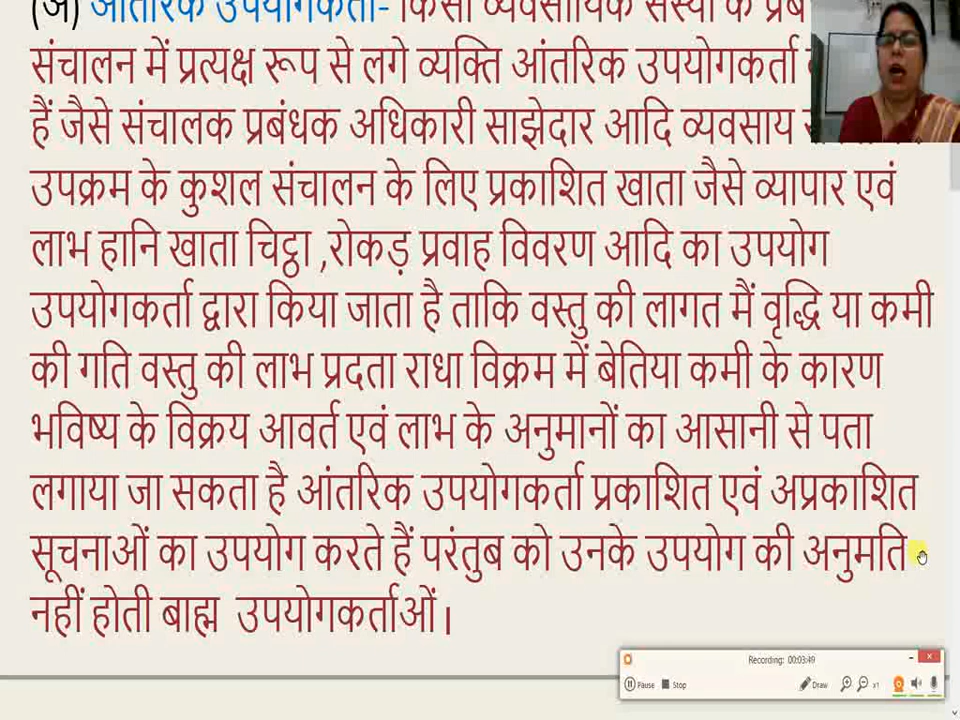 (अ) आंतरिक उपयोगकर्ता- किसी व्यवसायिक संस्था के
संचालन में प्रत्यक्ष रूप से लगे व्यक्ति आंतरिक उपयोगकर्ता
हैं जैसे संचालक प्रबंधक अधिकारी साझेदार आदि व्यवसाय
उपक्रम के कुशल संचालन के लिए प्रकाशित खाता जैसे व्यापार एवं
लाभ हानि खाता चिट्ठा ,रोकड़ प्रवाह विवरण आदि का उपयोग
उपयोगकर्ता द्वारा किया जाता है ताकि वस्तु की लागत मैं वृद्धि या कमी
की गति वस्तु की लाभ प्रदता राधा विक्रम में बेतिया कमी के कारण
भविष्य के विक्रय आवर्त एवं लाभ के अनुमानों का आसानी से पता
लगाया जा सकता है आंतरिक उपयोगकर्ता प्रकाशित एवं अप्रकाशित
सूचनाओं का उपयोग करते हैं परंतुब को उनके उपयोग की अनुमति
नहीं होती बाह्म उपयोगकर्ताओं।
Recording: 00:03:49
Pause Stop Draw x1